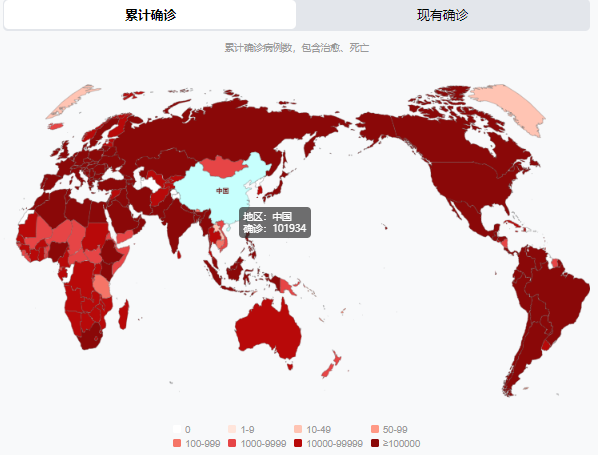 累计确诊
现有确诊
累计确诊病例数，包含治愈、死亡
中国
地区：中国
确诊：101934
0
1-9
10-49
50-99
100-999
1000-9999
10000-99999
≥100000